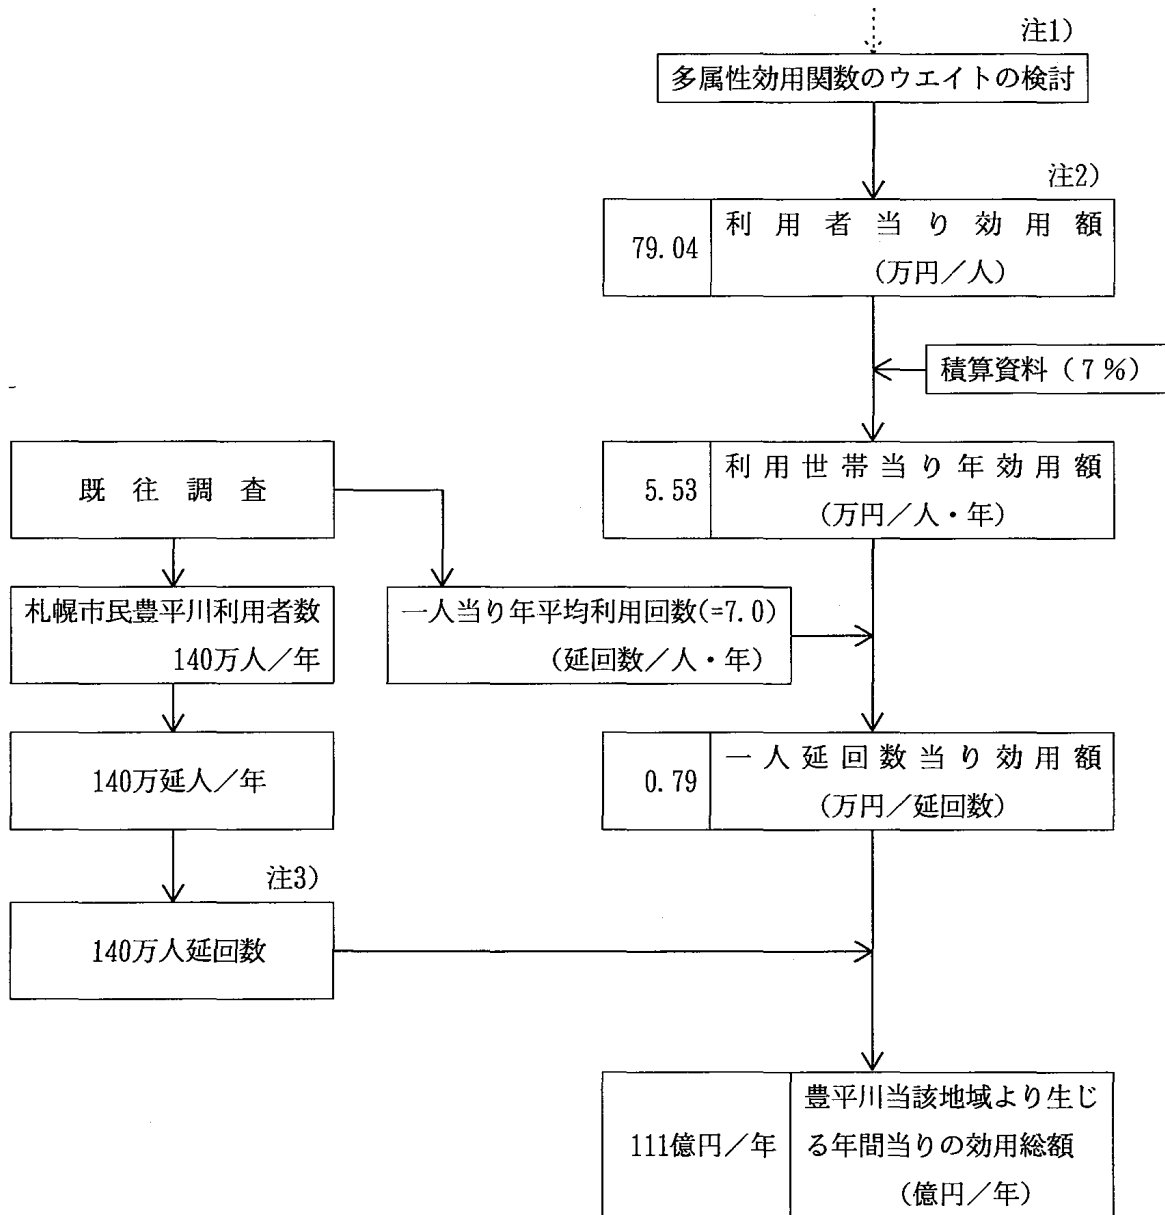 注1)
多属性効用関数のウエイトの検討
注2)
79.04
利用者当り効用額
(万円／人)
積算資料（7％）
既往調査
5.53
利用世帯当り年効用額
(万円／人・年)
札幌市民豊平川利用者数
140万人／年
一人当り年平均利用回数(=7.0)
(延回数／人・年)
140万延人／年
0.79
一人延回数当り効用額
(万円／延回数)
注3)
140万人延回数
111億円／年
豊平川当該地域より生じ
る年間当りの効用総額
(億円／年)